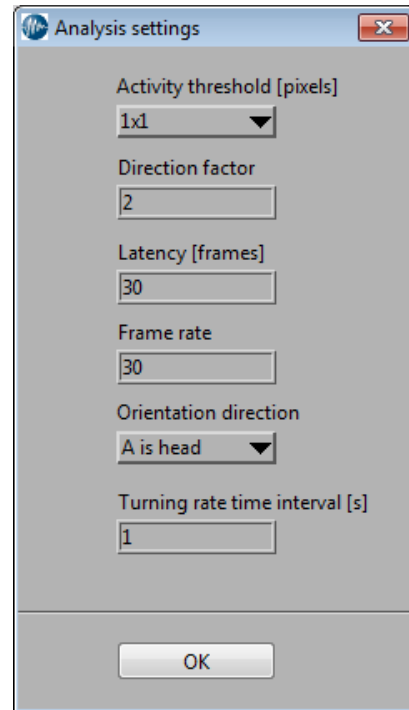 Analysis settings
Activity threshold [pixels]
1x1
Direction factor
2
Latency [frames]
30
Frame rate
30
Orientation direction
A is head
Turning rate time interval [s]
1
OK